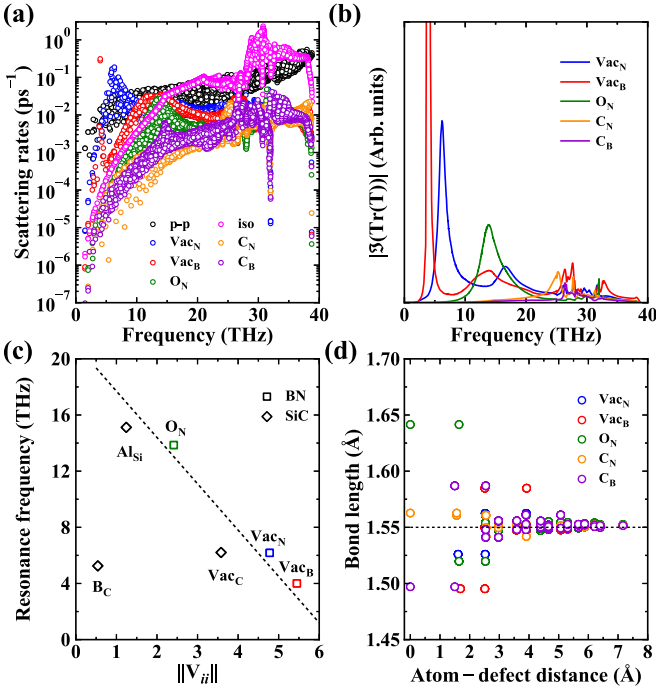 (a)
Scattering rates (ps⁻¹)
10¹
10⁰
10⁻¹
10⁻²
10⁻³
10⁻⁴
10⁻⁵
10⁻⁶
10⁻⁷
p-p
iso
Vac_N
C_N
Vac_B
C_B
O_N
0 10 20 30 40
Frequency (THz)
(b)
|ℑ(Tr(T))| (Arb. units)
Vac_N
Vac_B
O_N
C_N
C_B
0 10 20 30 40
Frequency (THz)
(c)
Resonance frequency (THz)
20
16
12
8
4
0
BN
SiC
O_N
Al_Si
Vac_N
Vac_C
Vac_B
B_C
0 1 2 3 4 5 6
||V_ii||
(d)
Bond length (Å)
1.70
1.65
1.60
1.55
1.50
1.45
Vac_N
Vac_B
O_N
C_N
C_B
0 1 2 3 4 5 6 7 8
Atom−defect distance (Å)